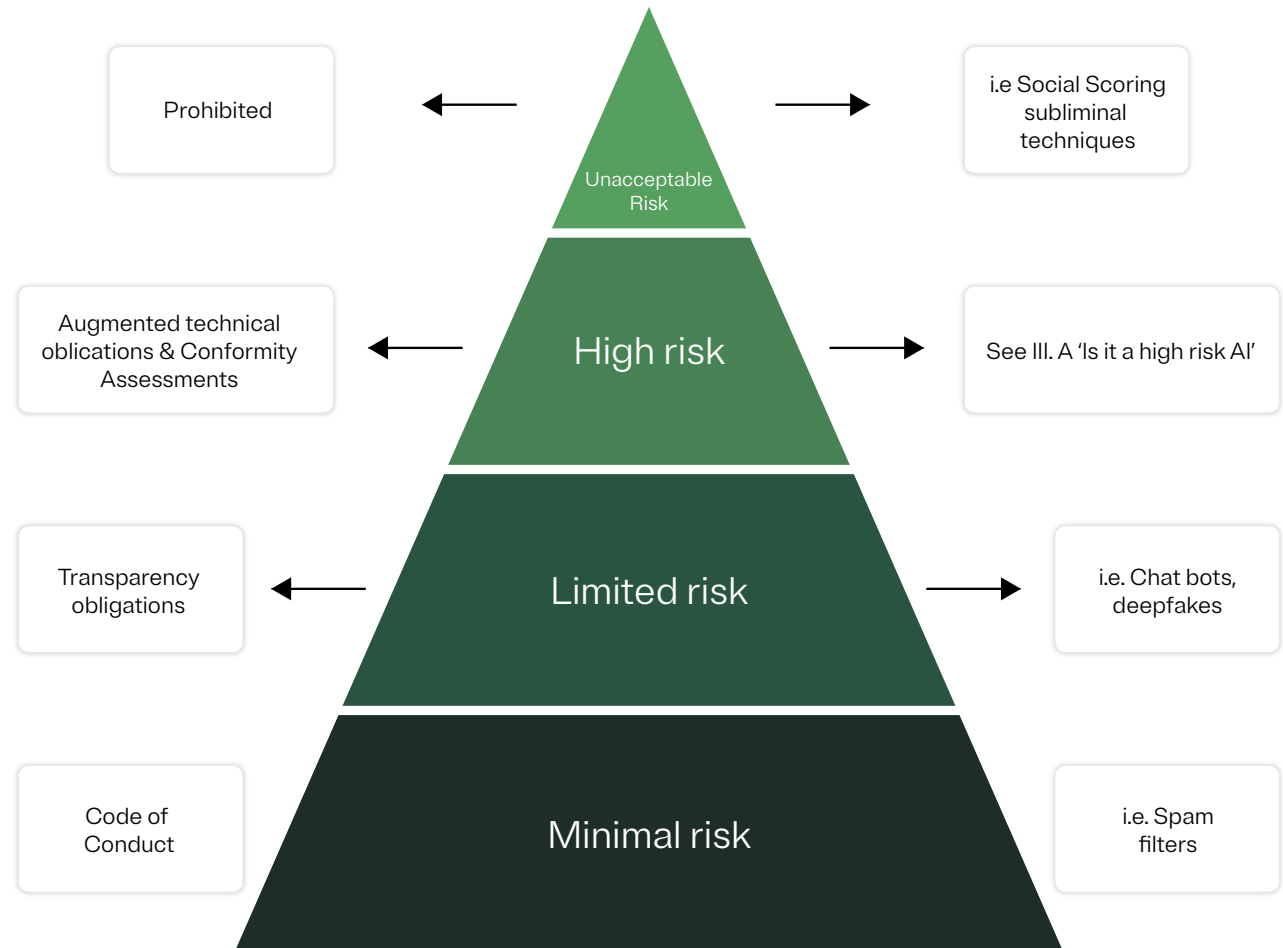 Prohibited
Unacceptable
Risk
i.e Social Scoring
subliminal
techniques
Augmented technical
oblications & Conformity
Assessments
High risk
See III. A ‘Is it a high risk AI’
Transparency
obligations
Limited risk
i.e. Chat bots,
deepfakes
Code of
Conduct
Minimal risk
i.e. Spam
filters